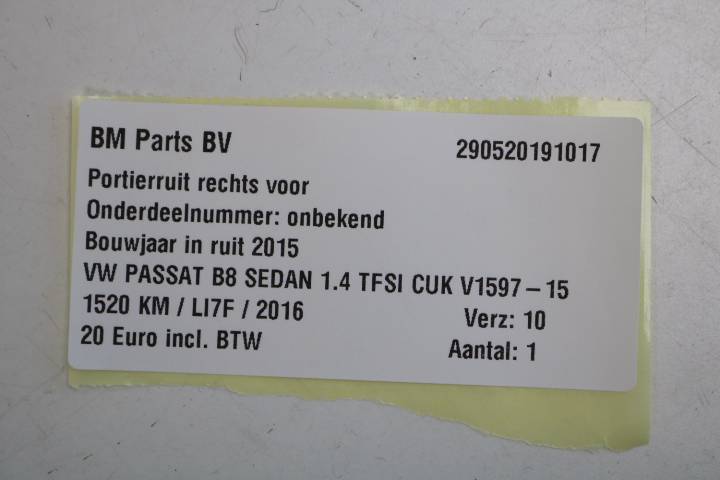 BM Parts BV 290520191017
Portierruit rechts voor
Onderdeelnummer: onbekend
Bouwjaar in ruit 2015
VW PASSAT B8 SEDAN 1.4 TFSI CUK V1597-15
1520 KM / LI7F / 2016 Verz: 10
20 Euro incl. BTW Aantal: 1